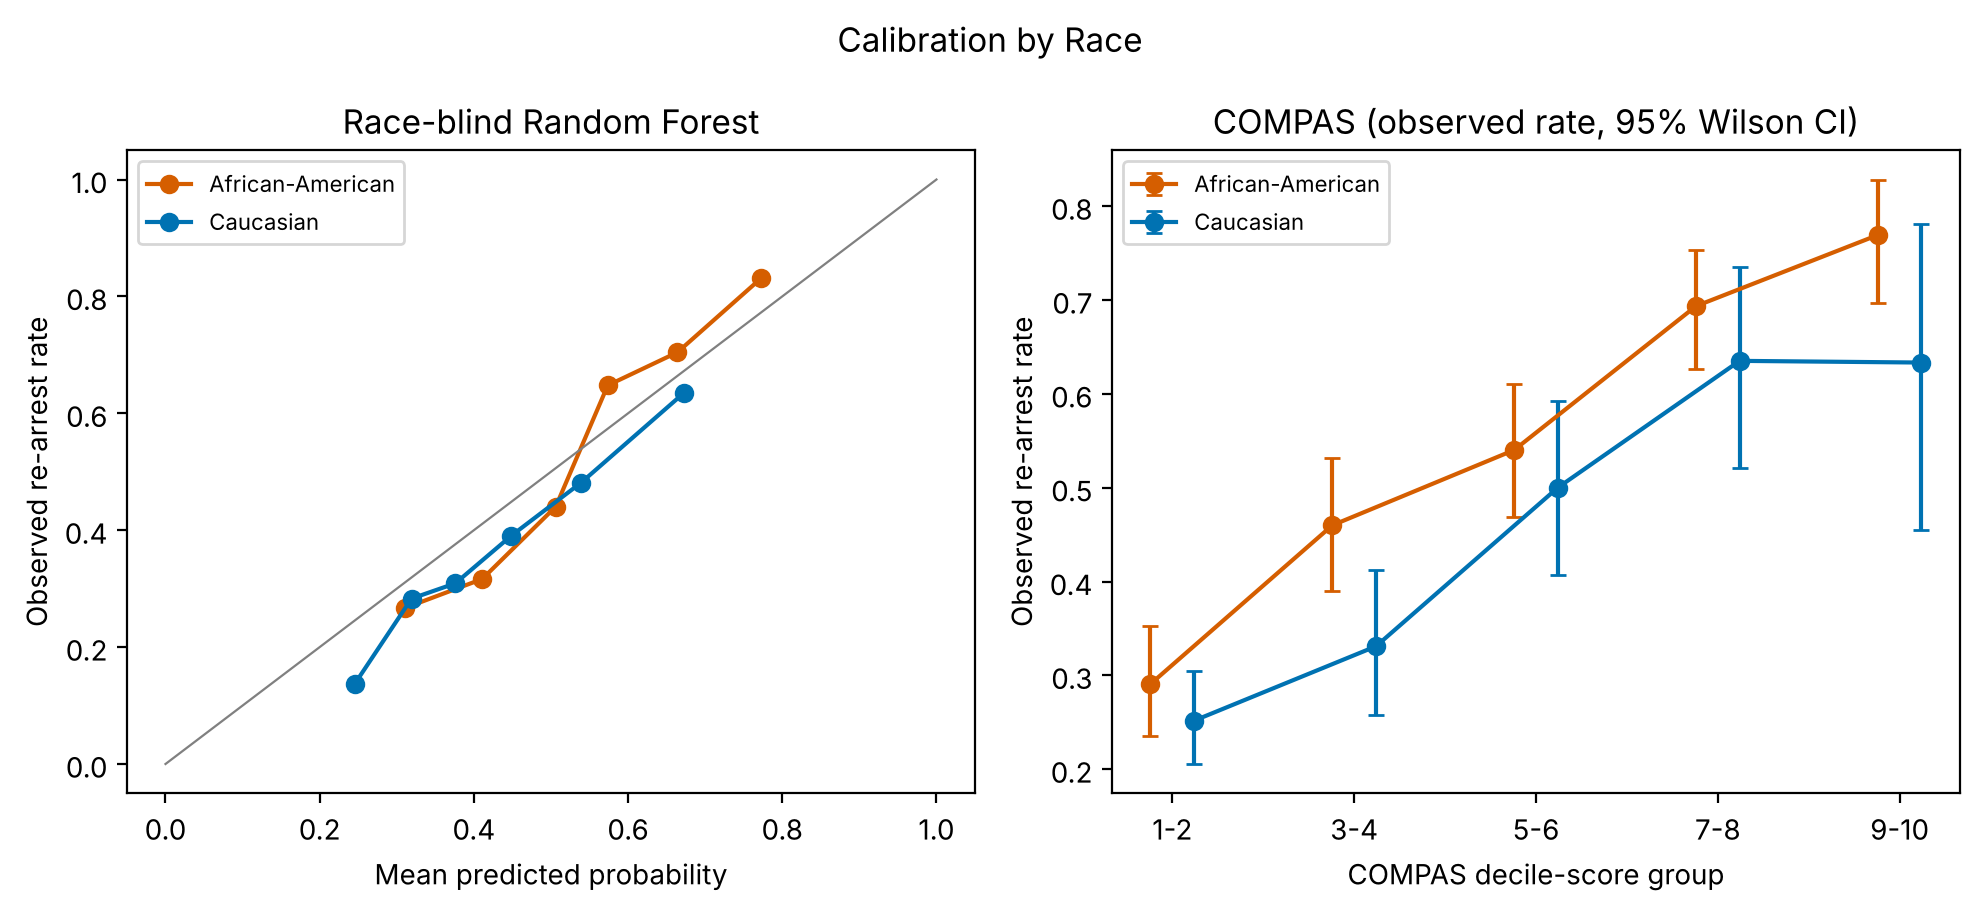 Calibration by Race
Race-blind Random Forest
African-American
Caucasian
1.0
0.8
0.6
0.4
0.2
0.0
Observed re-arrest rate
0.0 0.2 0.4 0.6 0.8 1.0
Mean predicted probability
COMPAS (observed rate, 95% Wilson CI)
African-American
Caucasian
0.8
0.7
0.6
0.5
0.4
0.3
0.2
Observed re-arrest rate
1-2 3-4 5-6 7-8 9-10
COMPAS decile-score group